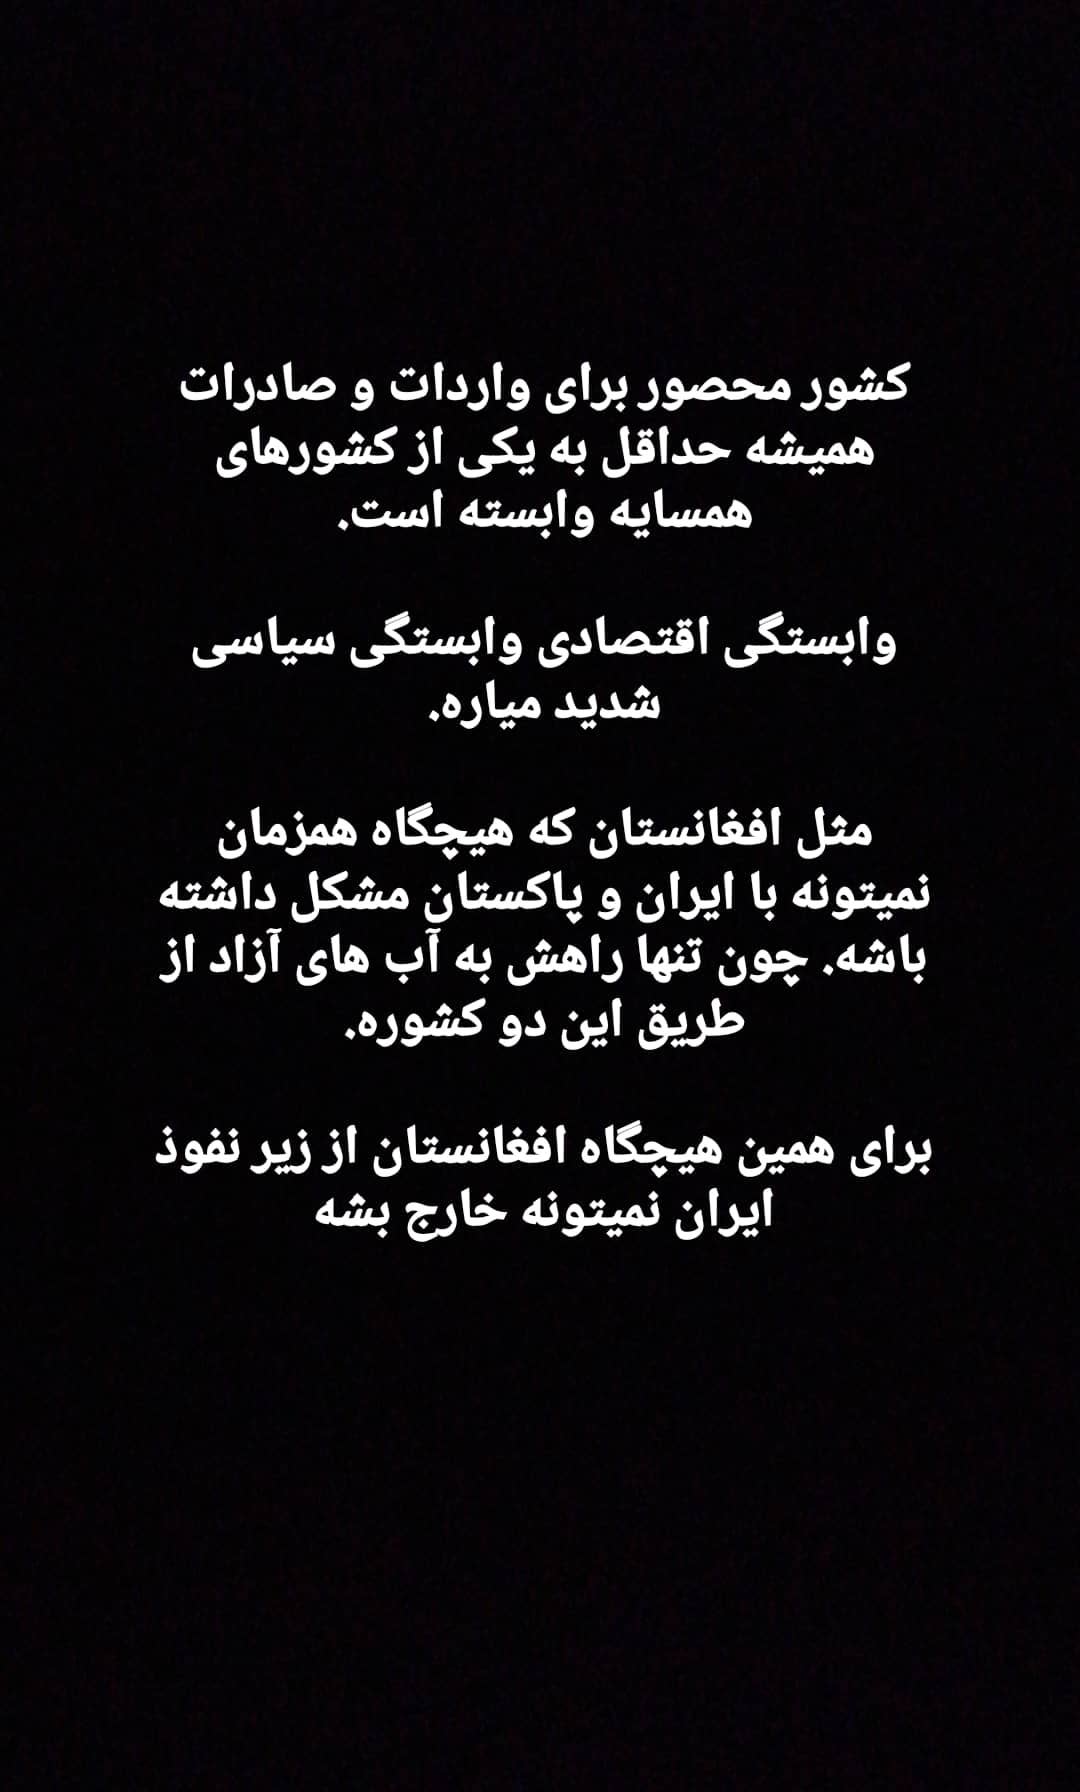 کشور محصور برای واردات و صادرات
همیشه حداقل به یکی از کشورهای
همسایه وابسته است.
وابستگی اقتصادی وابستگی سیاسی
شدید میاره.
مثل افغانستان که هیچگاه همزمان
نمیتونه با ایران و پاکستان مشکل داشته
باشه. چون تنها راهش به آب های آزاد از
طریق این دو کشوره.
برای همین هیچگاه افغانستان از زیر نفوذ
ایران نمیتونه خارج بشه